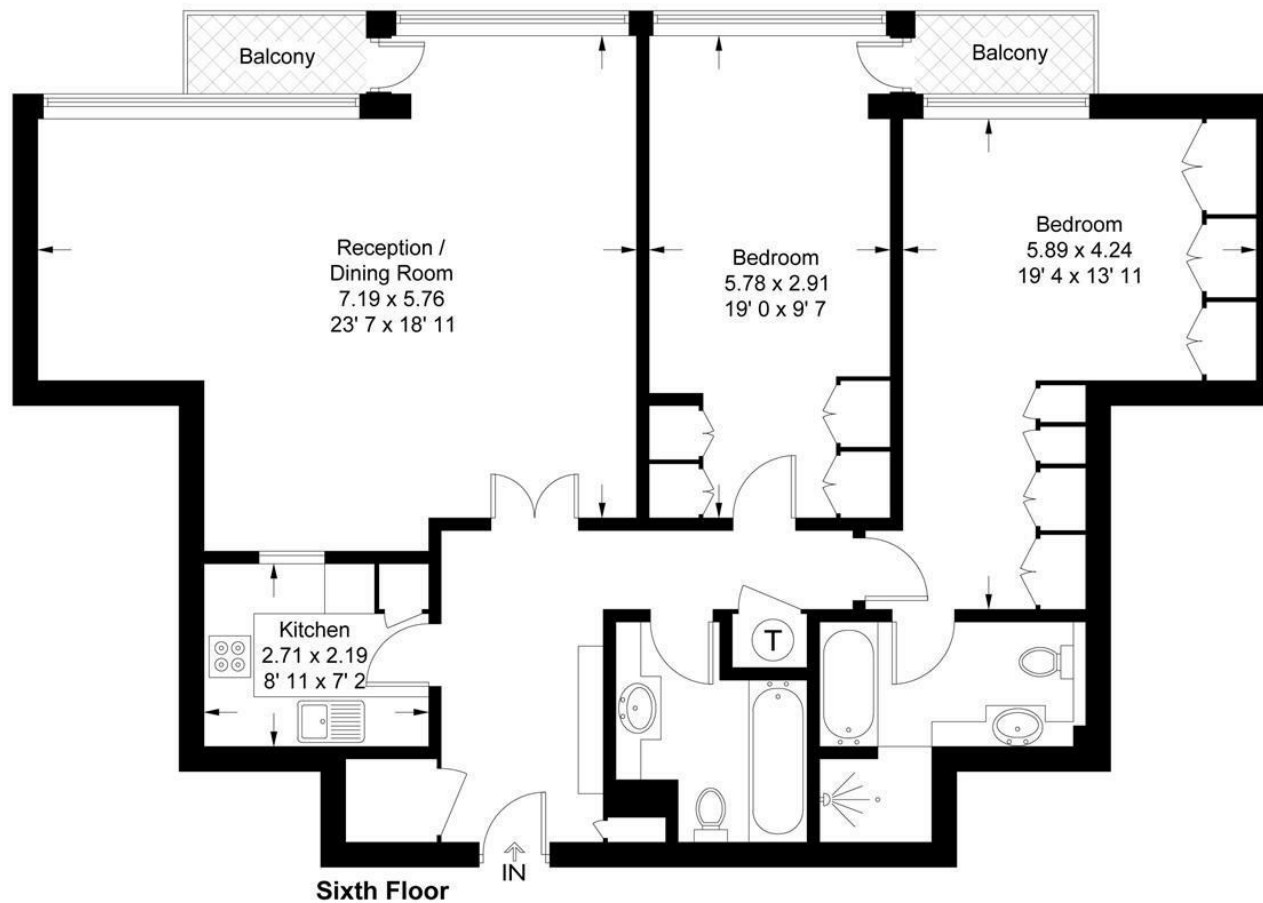 Balcony
Balcony
Reception /
Dining Room
7.19 x 5.76
23' 7 x 18' 11
Bedroom
5.78 x 2.91
19' 0 x 9' 7
Bedroom
5.89 x 4.24
19' 4 x 13' 11
Kitchen
2.71 x 2.19
8' 11 x 7' 2
T
IN
Sixth Floor